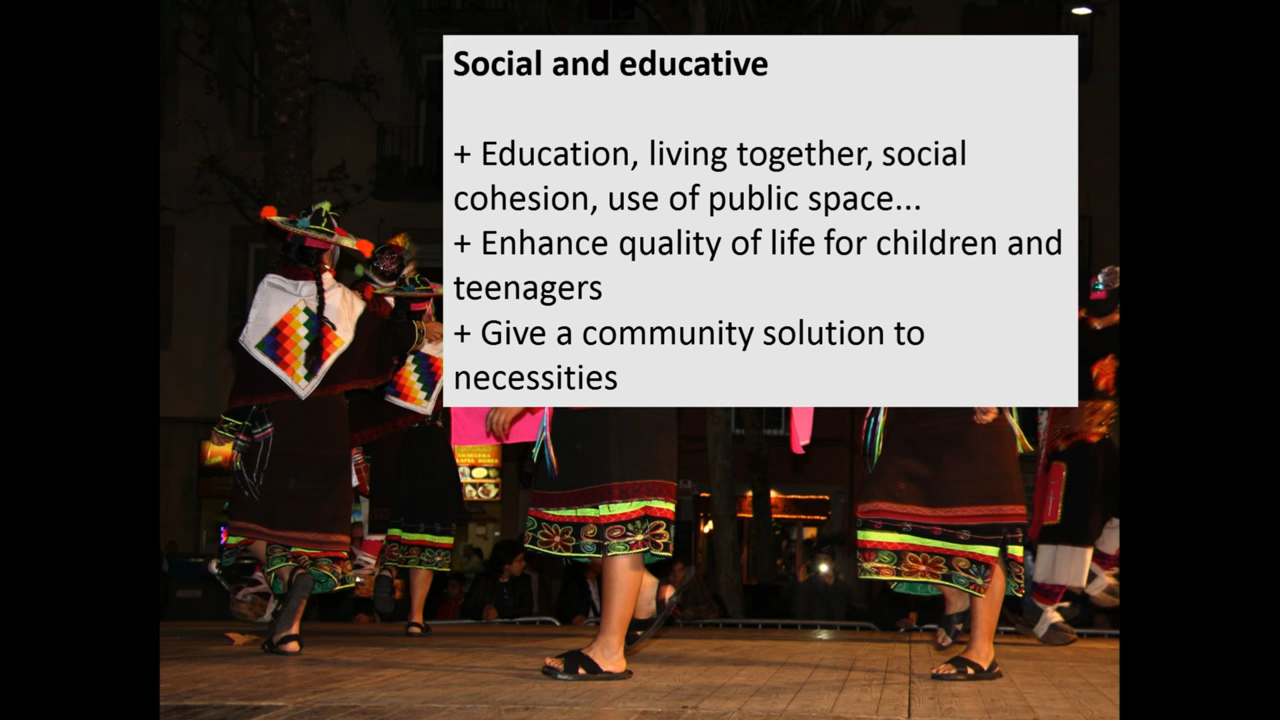 Social and educative
+ Education, living together, social
cohesion, use of public space...
+ Enhance quality of life for children and
teenagers
+ Give a community solution to
necessities